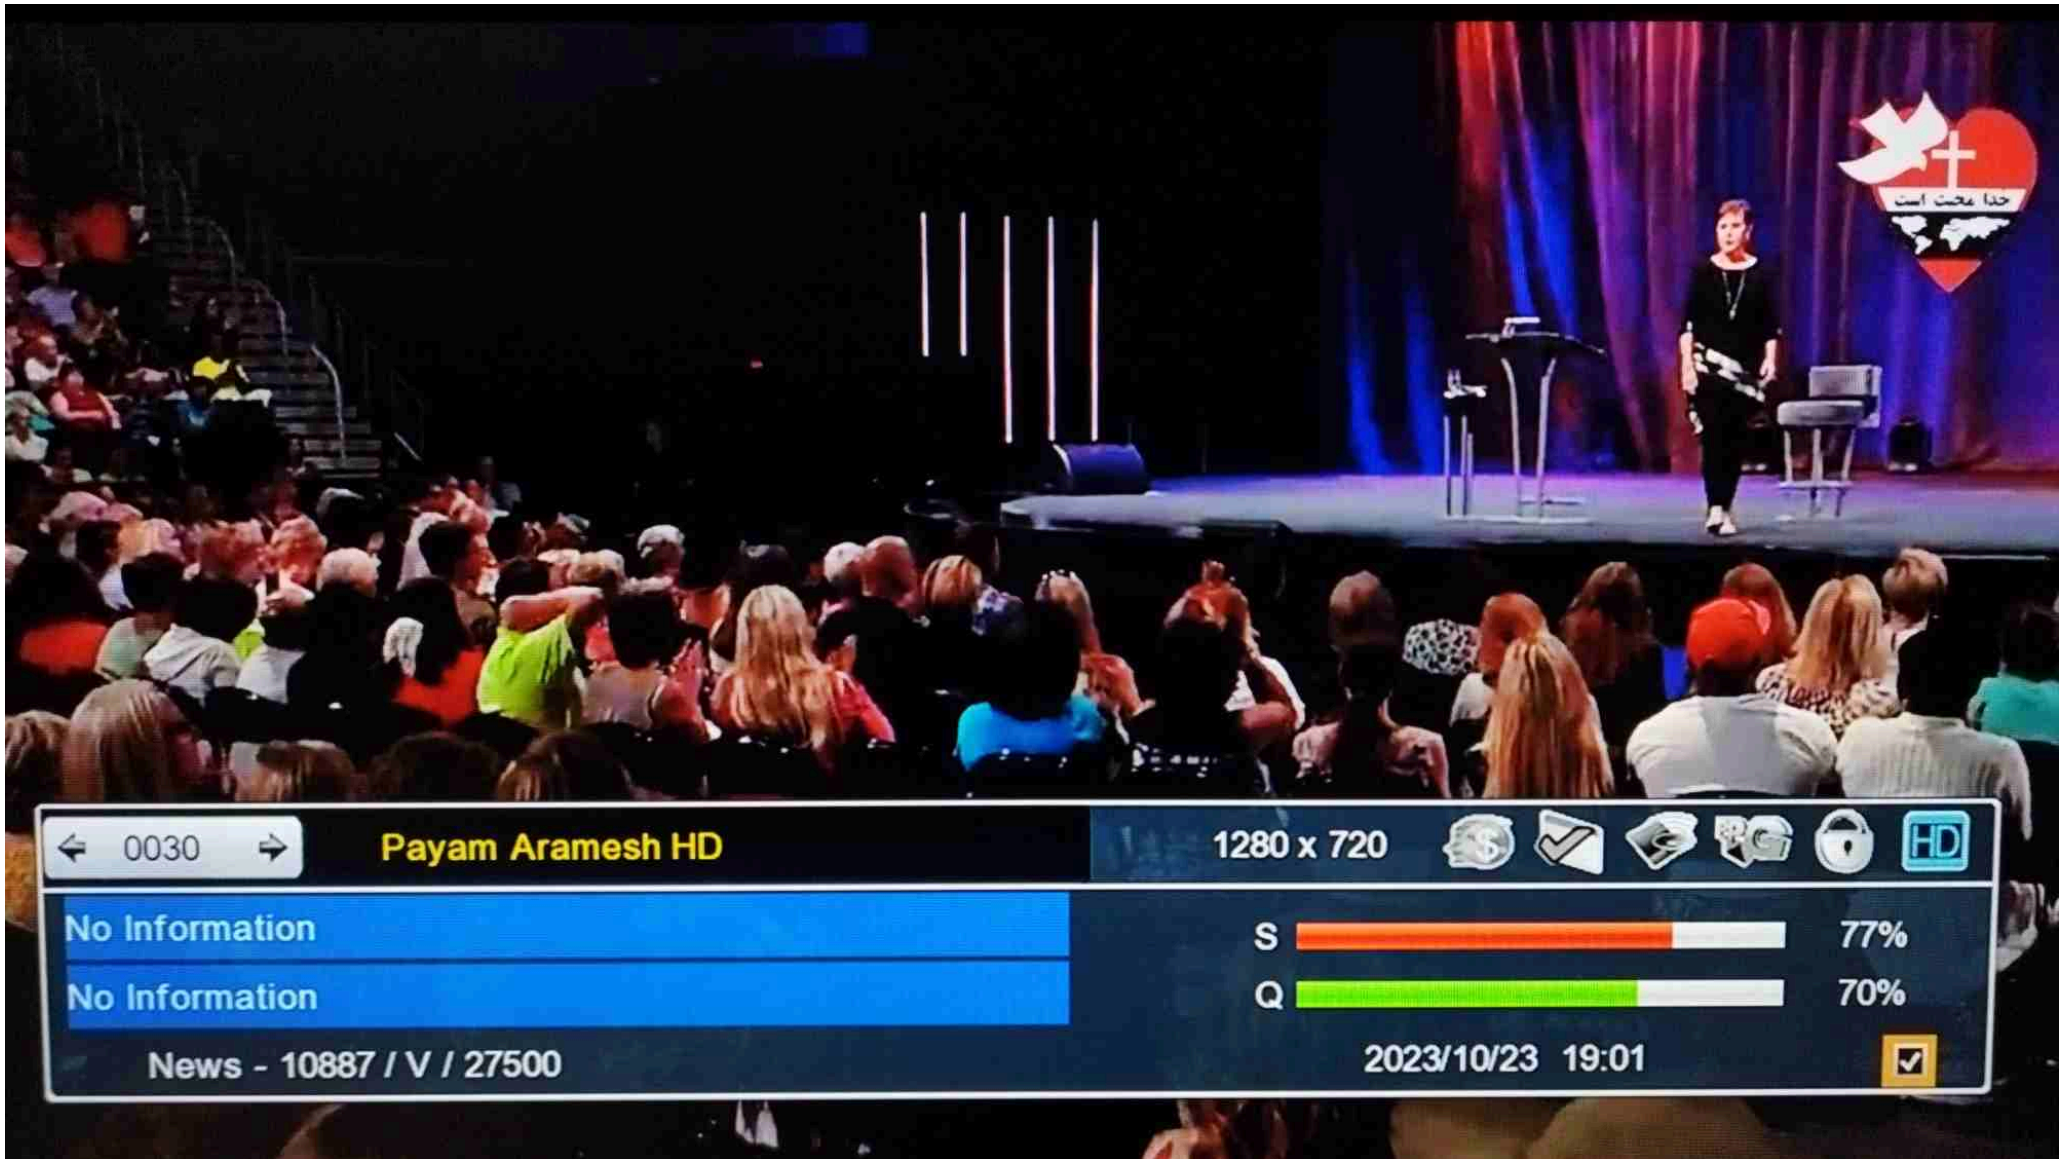 خدا محبت است
0030 Payam Aramesh HD 1280 x 720 HD
No Information
S 77%
No Information
Q 70%
News - 10887 / V / 27500 2023/10/23 19:01